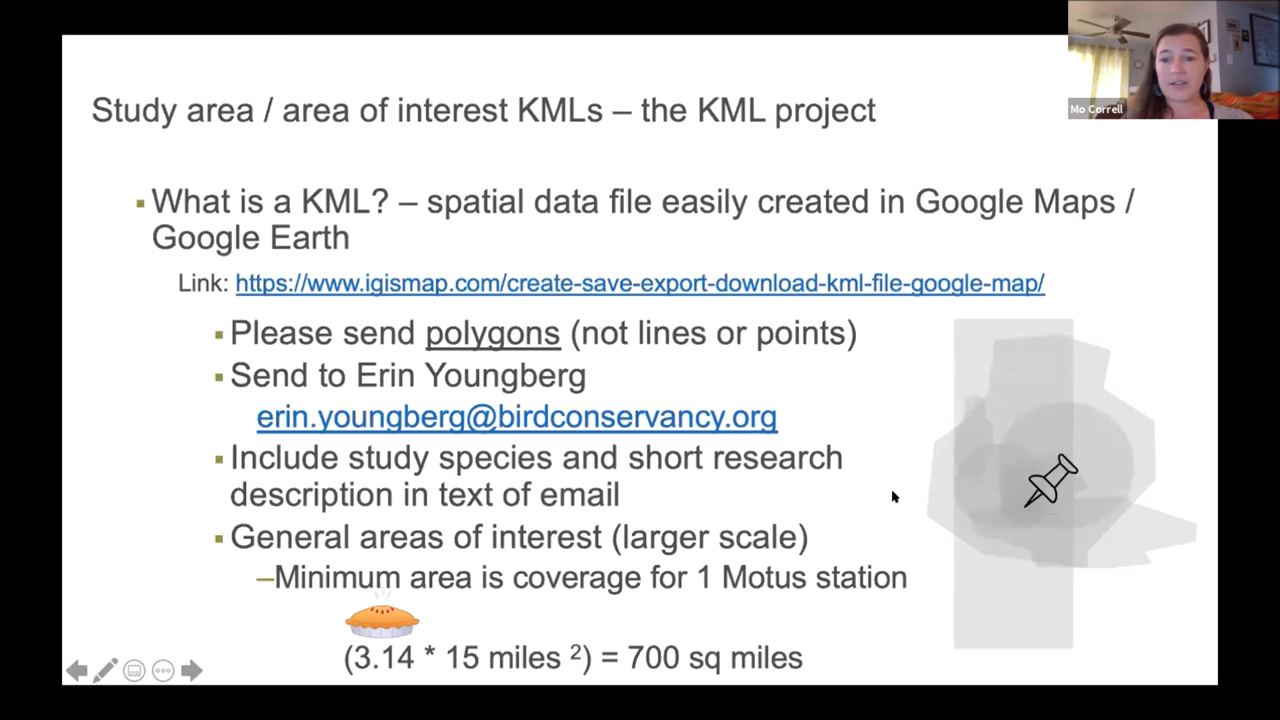 Mo Correll
Study area / area of interest KMLs – the KML project
▪ What is a KML? – spatial data file easily created in Google Maps /
Google Earth
Link: https://www.igismap.com/create-save-export-download-kml-file-google-map/
▪ Please send polygons (not lines or points)
▪ Send to Erin Youngberg
erin.youngberg@birdconservancy.org
▪ Include study species and short research
description in text of email
▪ General areas of interest (larger scale)
–Minimum area is coverage for 1 Motus station
(3.14 * 15 miles ²) = 700 sq miles